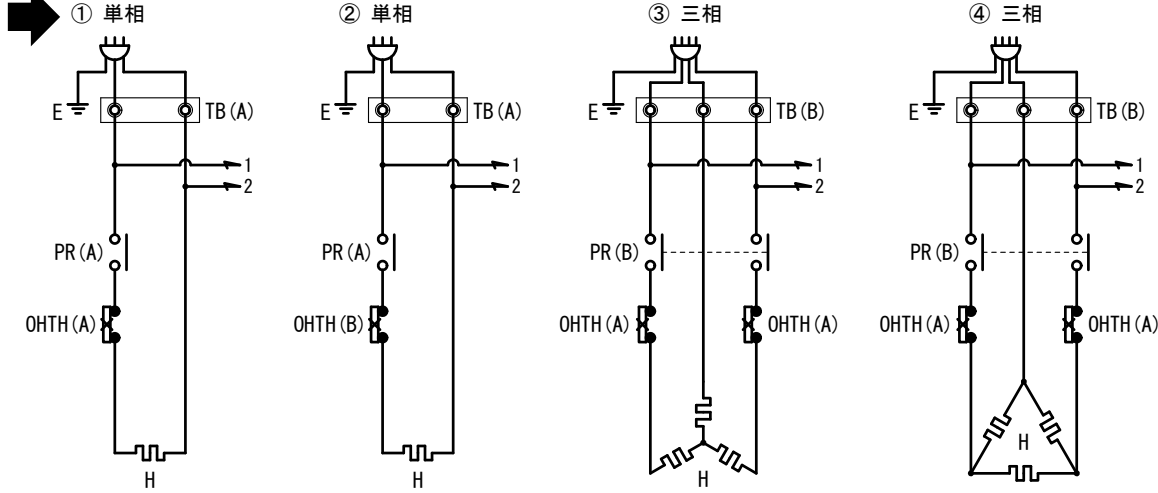 ① 単相 ② 単相 ③ 三相 ④ 三相
E TB(A) E TB(A) E TB(B) E TB(B)
1 1 1 1
2 2 2 2
PR(A) PR(A) PR(B) PR(B)
OHTH(A) OHTH(B) OHTH(A) OHTH(A) OHTH(A) OHTH(A)
H H H H